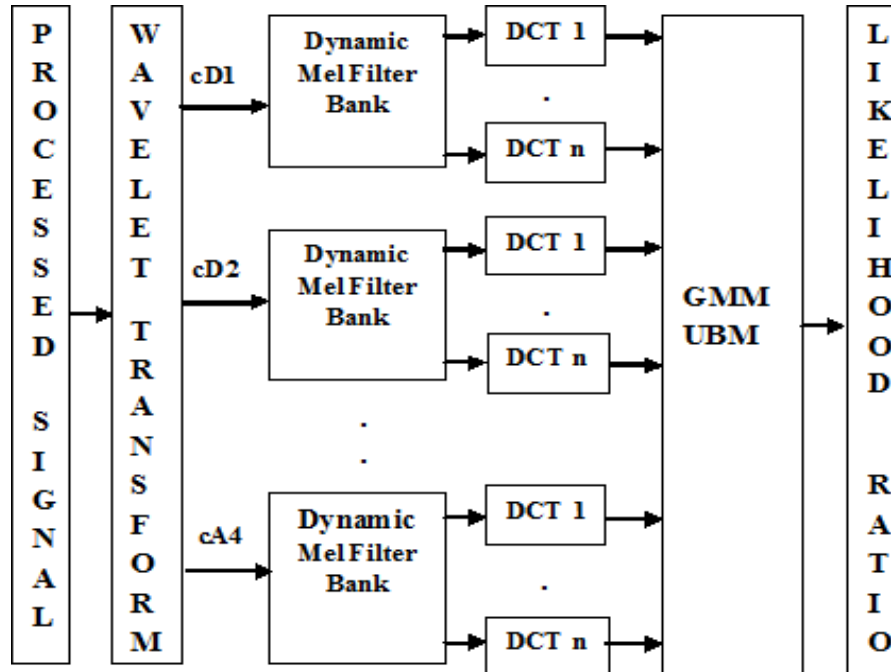 PROCESSED SIGNAL
WAVELET TRANSFORM
cD1
Dynamic
Mel Filter
Bank
DCT 1
.
DCT n
cD2
Dynamic
Mel Filter
Bank
DCT 1
.
DCT n
.
.
cA4
Dynamic
Mel Filter
Bank
DCT 1
.
DCT n
GMM
UBM
LIKELIHOOD RATIO